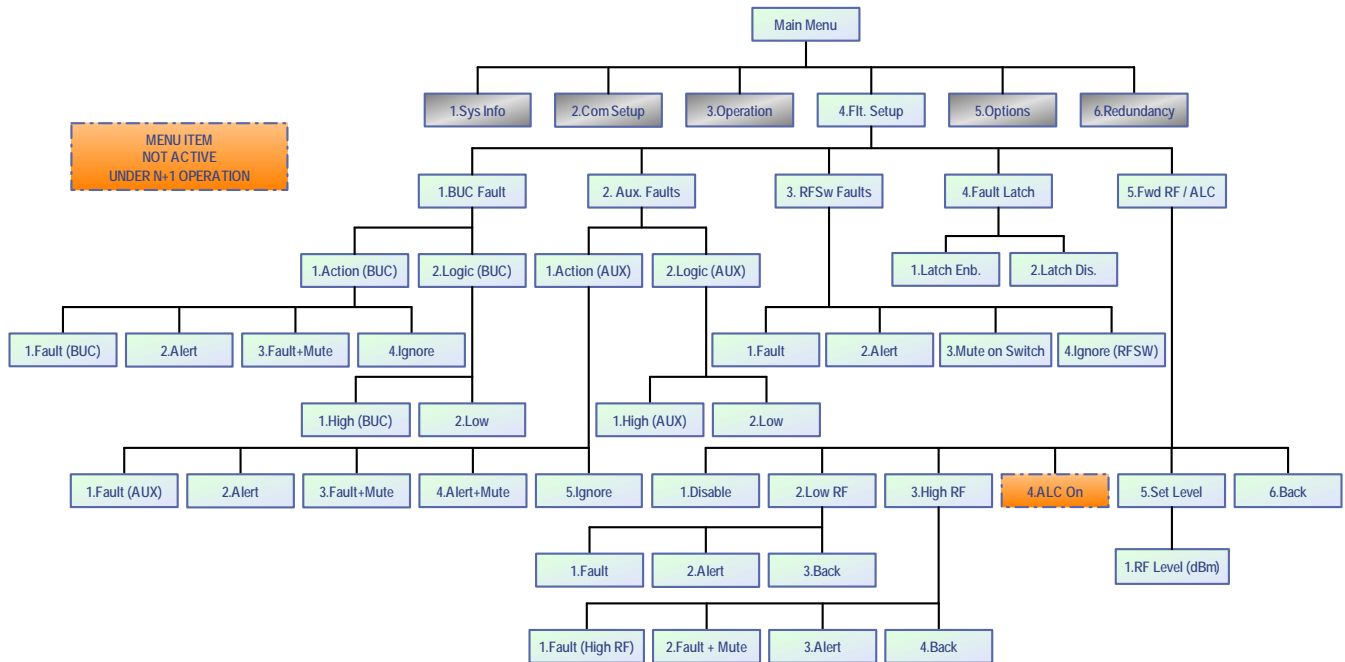 Main Menu
1.Sys Info
2.Com Setup
3.Operation
4.Flt. Setup
5.Options
6.Redundancy
MENU ITEM
NOT ACTIVE
UNDER N+1 OPERATION
1.BUC Fault
2. Aux. Faults
3. RFSw Faults
4.Fault Latch
5.Fwd RF / ALC
1.Action (BUC)
2.Logic (BUC)
1.Action (AUX)
2.Logic (AUX)
1.Latch Enb.
2.Latch Dis.
1.Fault (BUC)
2.Alert
3.Fault+Mute
4.Ignore
1.Fault
2.Alert
3.Mute on Switch
4.Ignore (RFSW)
1.High (BUC)
2.Low
1.High (AUX)
2.Low
1.Fault (AUX)
2.Alert
3.Fault+Mute
4.Alert+Mute
5.Ignore
1.Disable
2.Low RF
3.High RF
4.ALC On
5.Set Level
6.Back
1.Fault
2.Alert
3.Back
1.RF Level (dBm)
1.Fault (High RF)
2.Fault + Mute
3.Alert
4.Back